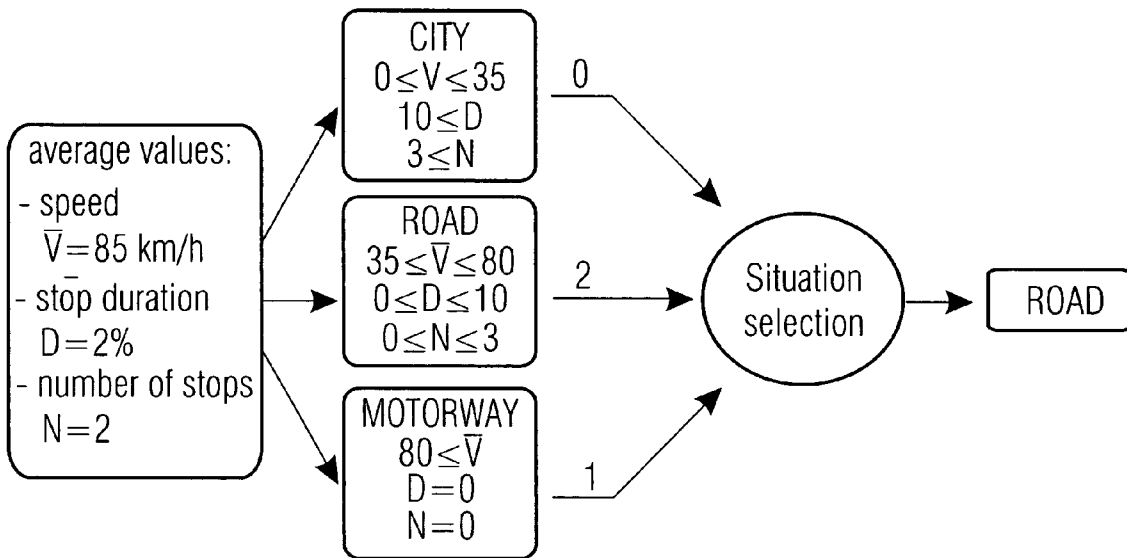 average values:
- speed
V̅=85 km/h
- stop duration
D̅=2%
- number of stops
N=2
CITY
0≤V≤35
10≤D
3≤N
ROAD
35≤V̅≤80
0≤D≤10
0≤N≤3
MOTORWAY
80≤V̅
D=0
N=0
0
2
1
Situation
selection
ROAD